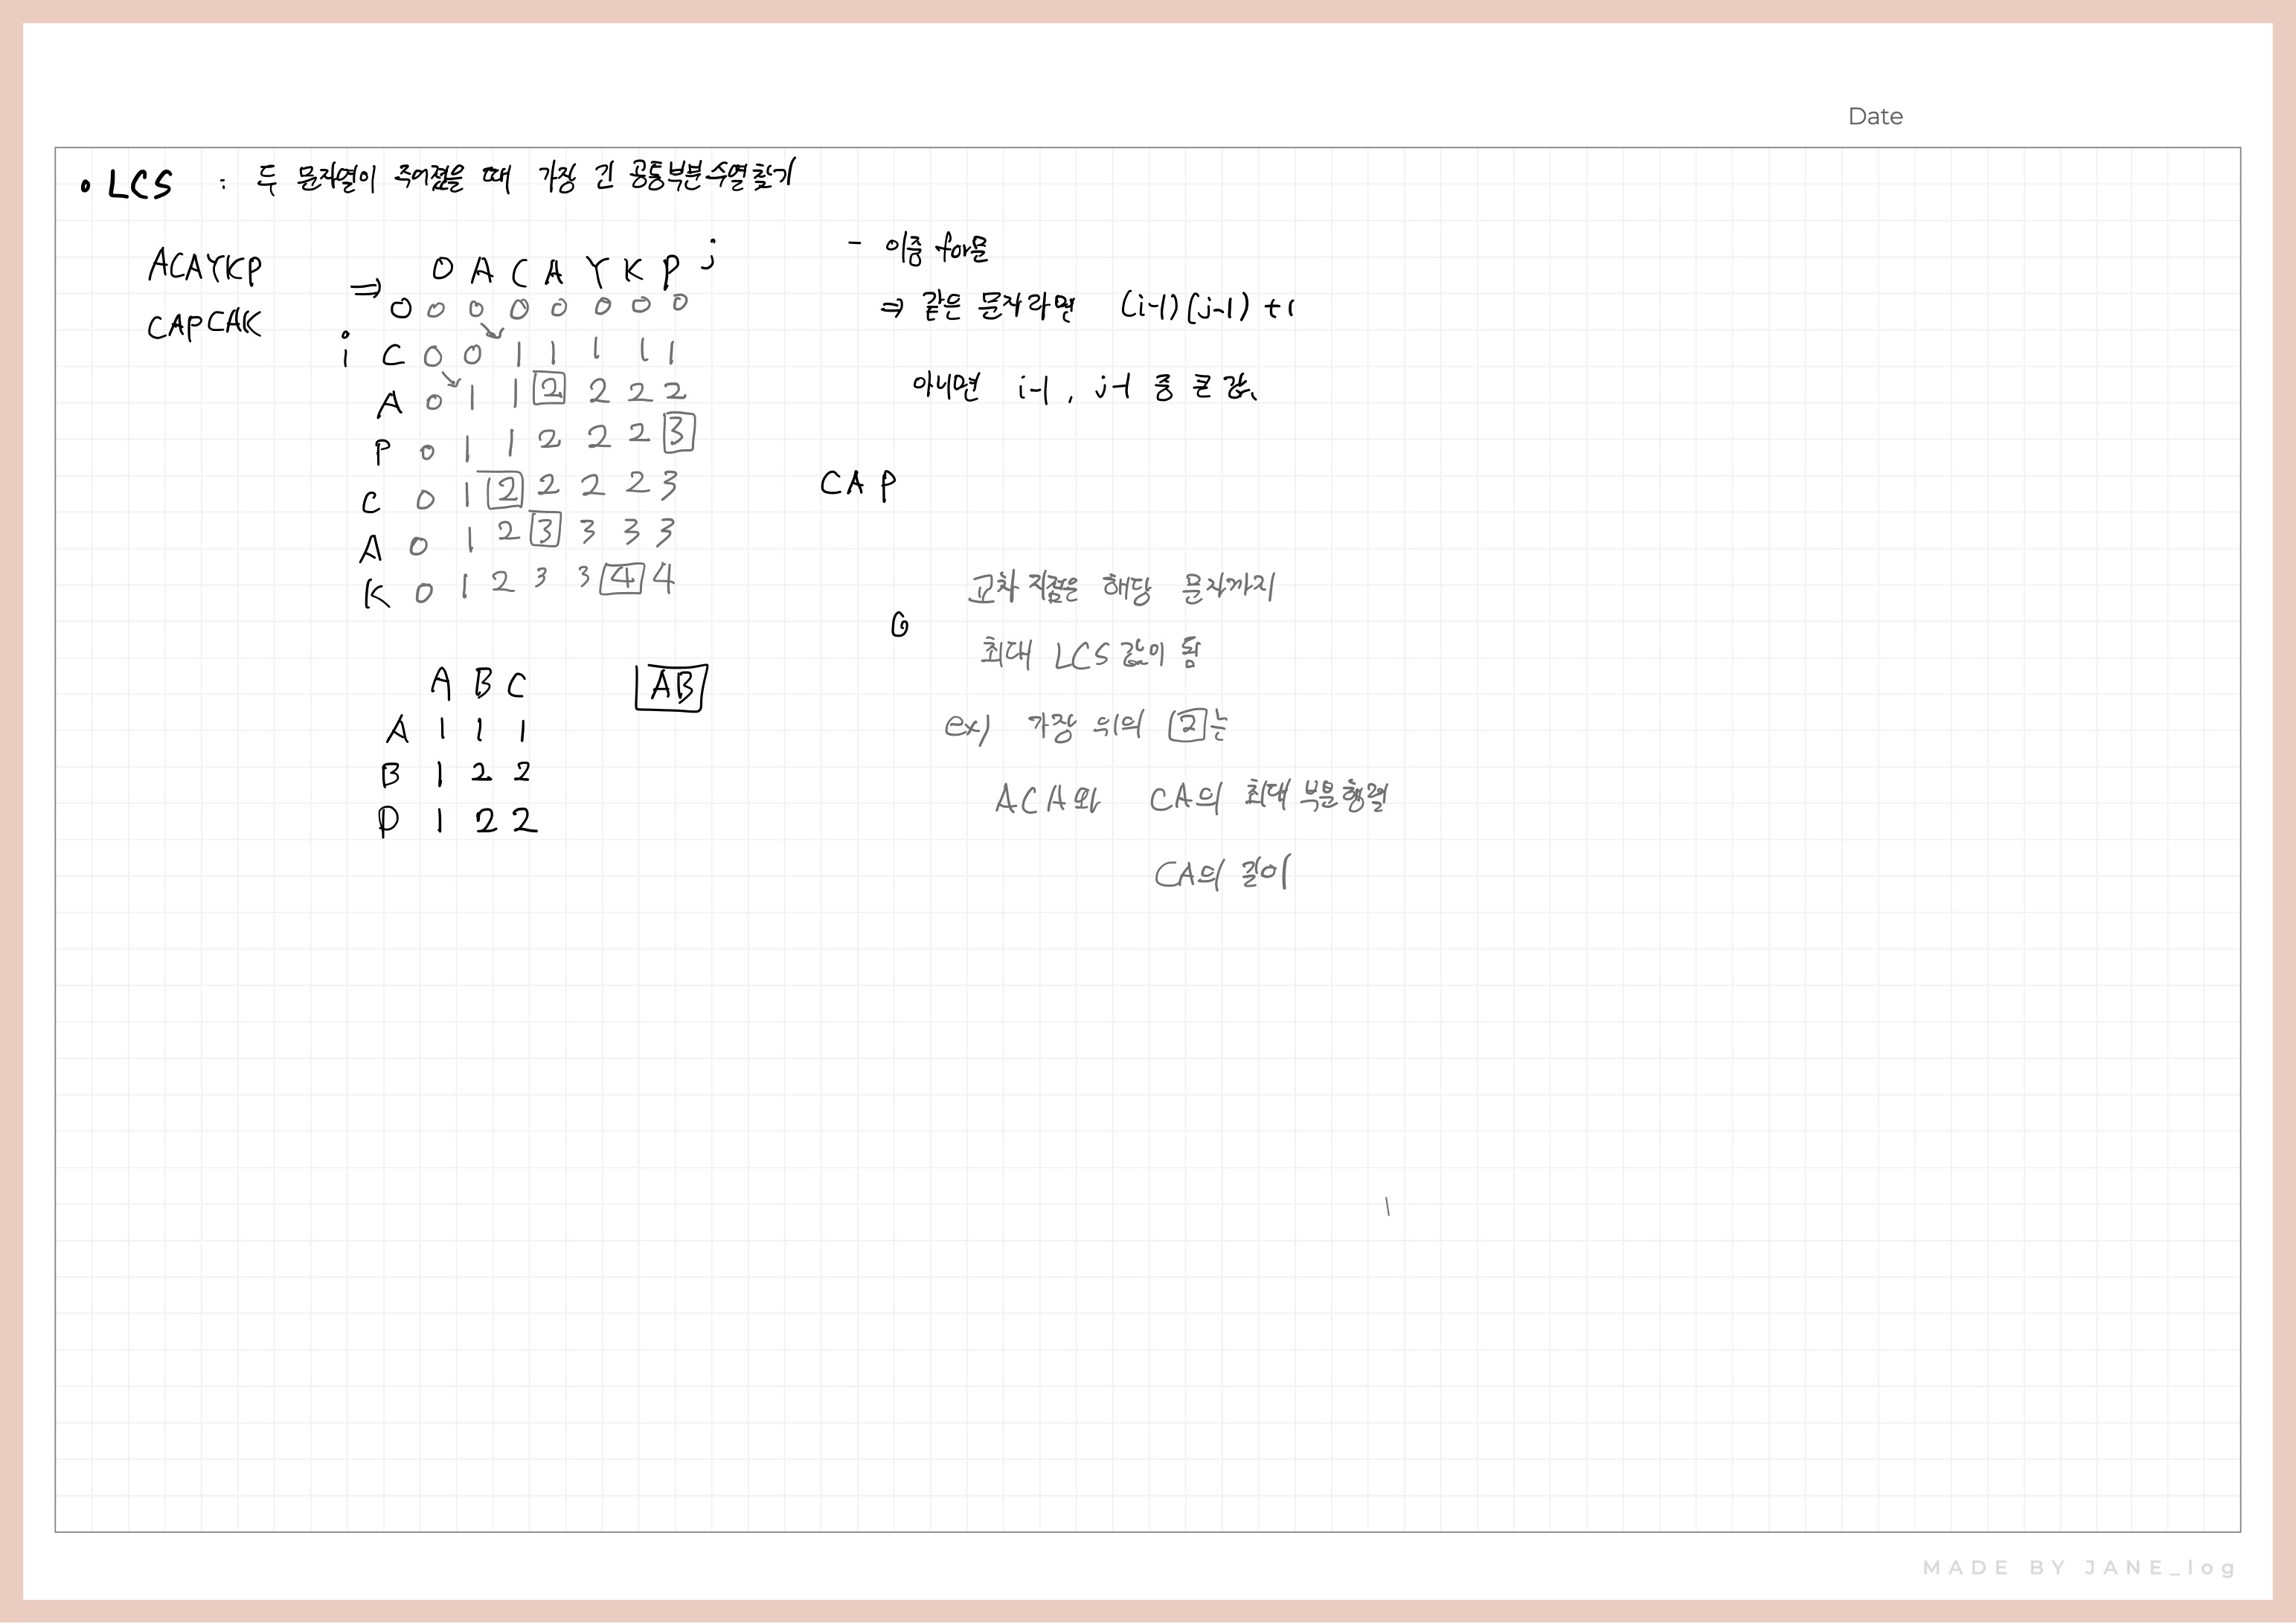 Date
• LCS : 두 문자열이 주어졌을 때 가장 긴 공통부분수열찾기
ACAYKP
CAPCAK
⇒ 0 A C A Y K P j
0 0 0 0 0 0 0 0
i C 0 0 1 1 1 1 1
A 0 1 1 2 2 2 2
P 0 1 1 2 2 2 3
C 0 1 2 2 2 2 3
A 0 1 2 3 3 3 3
K 0 1 2 3 3 4 4
A B C
A 1 1 1
B 1 2 2
D 1 2 2
AB
- 이중 for문
⇒ 같은 문자라면 (i-1)(j-1) +1
아니면 i-1 , j-1 중 큰 값.
CAP
교차 지점은 해당 문자까지
최대 LCS 값이 됨
ex) 가장 위의 2는
ACA와 CA의 최대 부분행렬
CA의 길이
MADE BY JANE_log